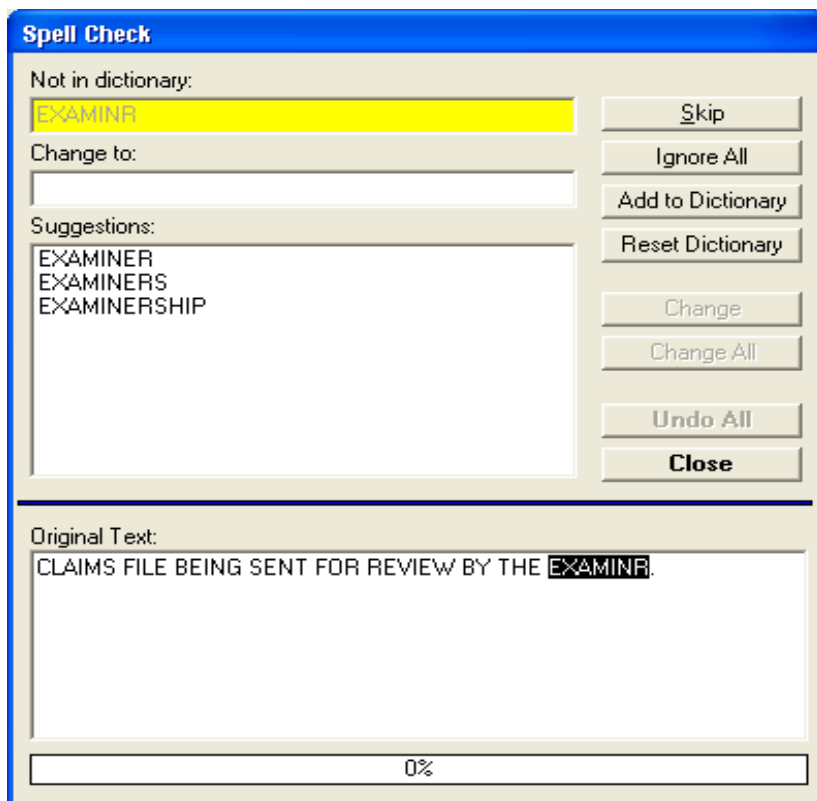 Spell Check
Not in dictionary:
EXAMINR
Skip
Change to:
Ignore All
Add to Dictionary
Suggestions:
Reset Dictionary
EXAMINER
EXAMINERS
EXAMINERSHIP
Change
Change All
Undo All
Close
Original Text:
CLAIMS FILE BEING SENT FOR REVIEW BY THE EXAMINR.
0%